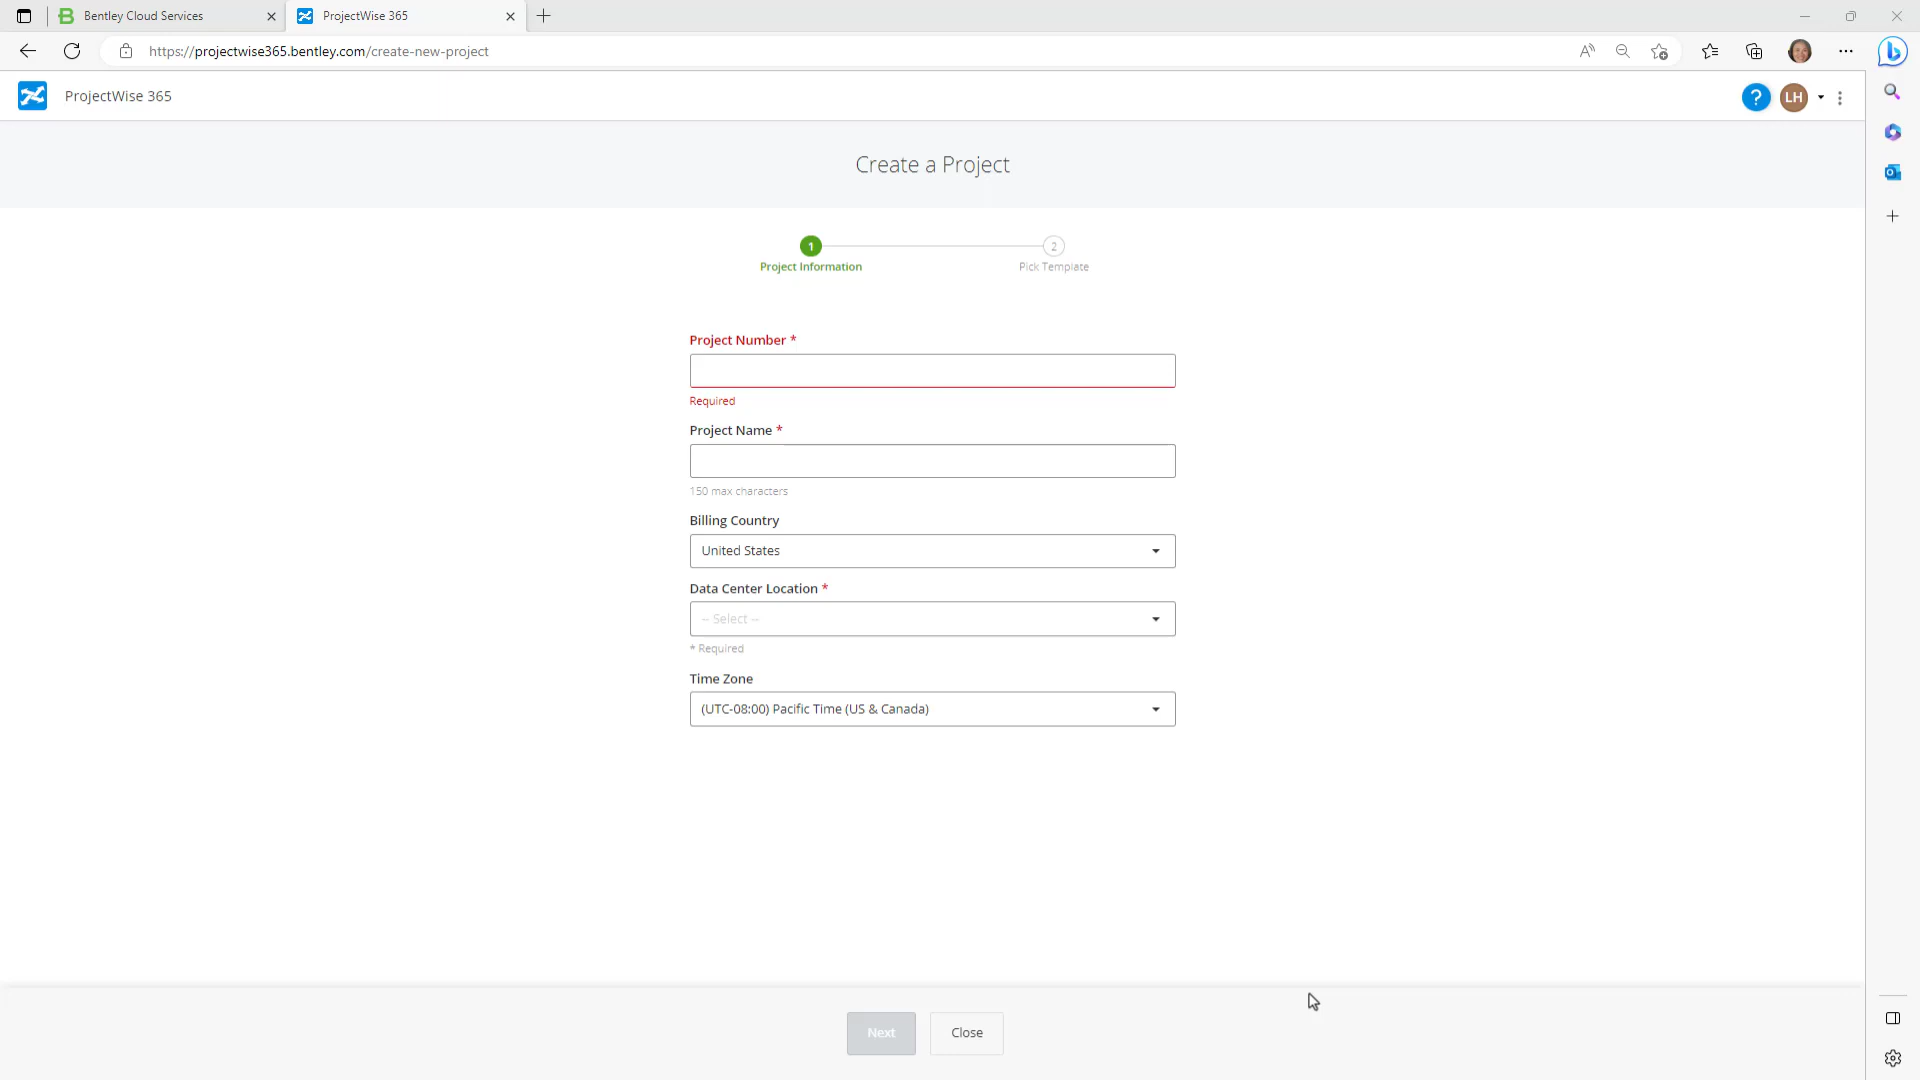 Bentley Cloud Services
ProjectWise 365
https://projectwise365.bentley.com/create-new-project
ProjectWise 365
?
LH
Create a Project
1
2
Project Information
Pick Template
Project Number *
Required
Project Name *
150 max characters
Billing Country
United States
Data Center Location *
-- Select --
* Required
Time Zone
(UTC-08:00) Pacific Time (US & Canada)
Next
Close